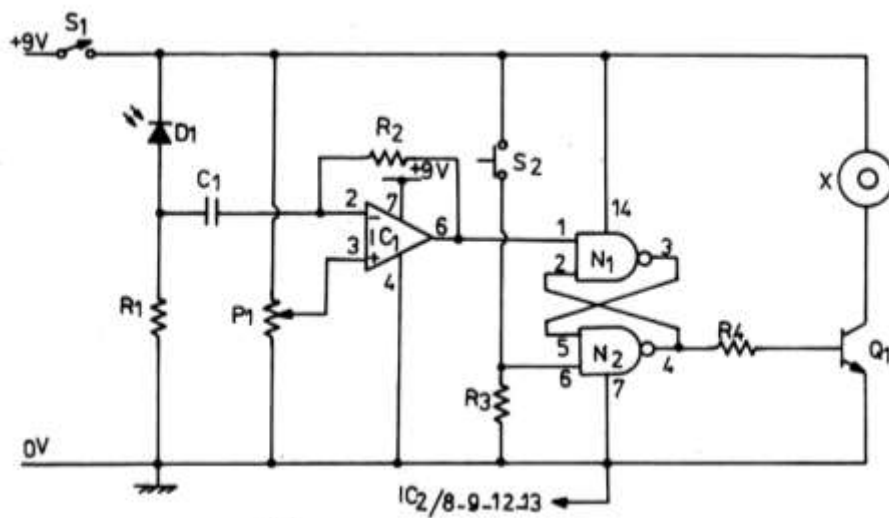 S1
+9V
D1
R2
+9V
S2
C1
X
2
7
14
IC1
6
1
3
3
N1
4
2
R1
P1
R4
5
N2
4
Q1
6
7
R3
0V
IC2/8-9-12-13